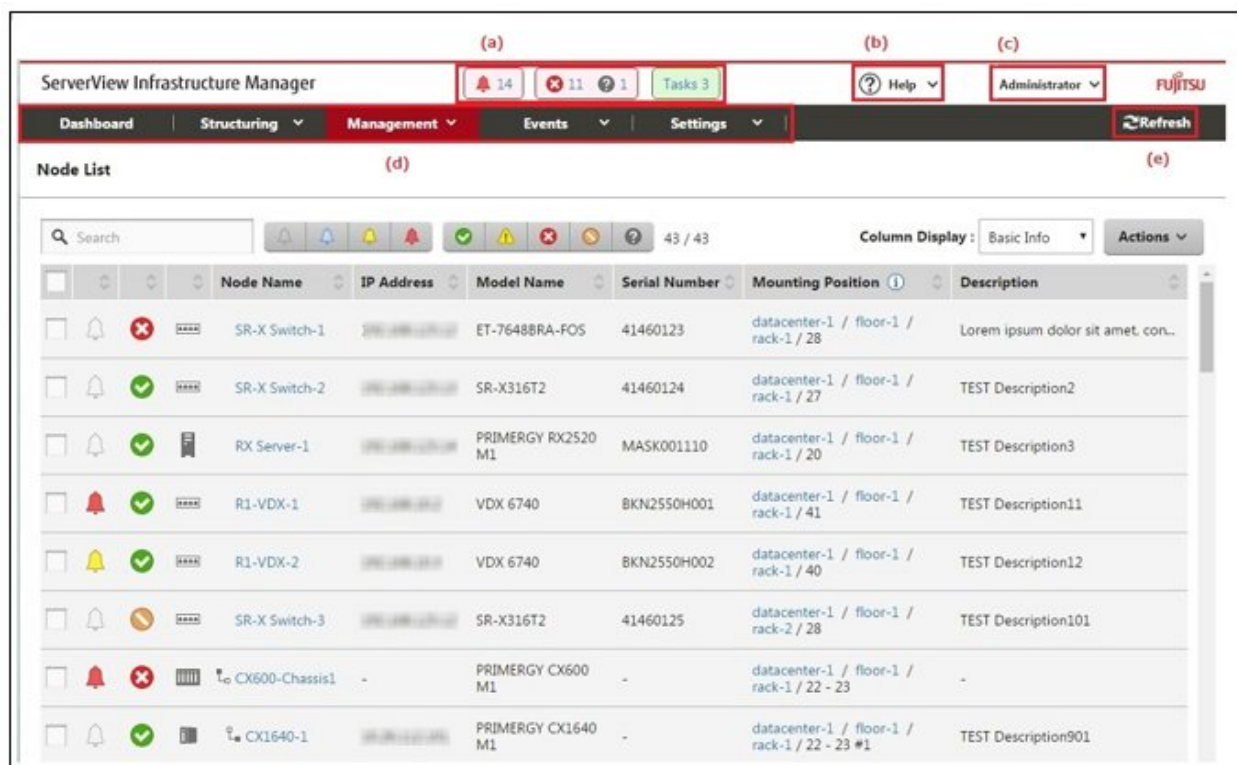 (a) (b) (c)
ServerView Infrastructure Manager 14 11 1 Tasks 3 Help Administrator FUJITSU
Dashboard Structuring Management Events Settings Refresh
(d) (e)
Node List
Search 43 / 43 Column Display : Basic Info Actions
Node Name IP Address Model Name Serial Number Mounting Position Description
SR-X Switch-1 ET-7648BRA-FOS 41460123 datacenter-1 / floor-1 / Lorem ipsum dolor sit amet, con...
rack-1 / 28
SR-X Switch-2 SR-X316T2 41460124 datacenter-1 / floor-1 / TEST Description2
rack-1 / 27
RX Server-1 PRIMERGY RX2520 MASK001110 datacenter-1 / floor-1 / TEST Description3
M1 rack-1 / 20
R1-VDX-1 VDX 6740 BKN2550H001 datacenter-1 / floor-1 / TEST Description11
rack-1 / 41
R1-VDX-2 VDX 6740 BKN2550H002 datacenter-1 / floor-1 / TEST Description12
rack-1 / 40
SR-X Switch-3 SR-X316T2 41460125 datacenter-1 / floor-1 / TEST Description101
rack-2 / 28
CX600-Chassis1 - PRIMERGY CX600 - datacenter-1 / floor-1 / -
M1 rack-1 / 22 - 23
CX1640-1 PRIMERGY CX1640 - datacenter-1 / floor-1 / TEST Description901
M1 rack-1 / 22 - 23 #1